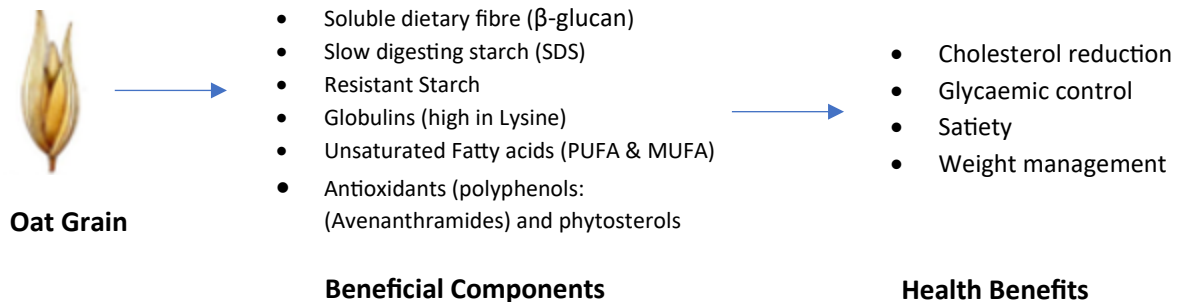 • Soluble dietary fibre (β-glucan)
• Slow digesting starch (SDS)
• Resistant Starch
• Globulins (high in Lysine)
• Unsaturated Fatty acids (PUFA & MUFA)
• Antioxidants (polyphenols:
(Avenanthramides) and phytosterols
• Cholesterol reduction
• Glycaemic control
• Satiety
• Weight management
Oat Grain
Beneficial Components
Health Benefits